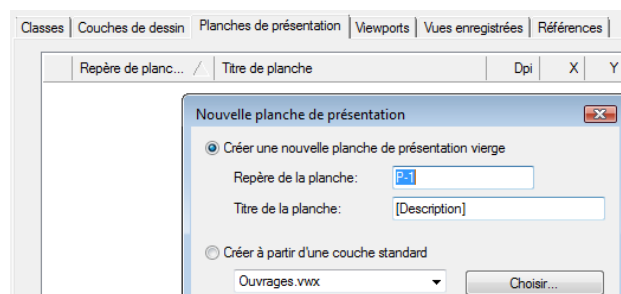 Classes Couches de dessin Planches de présentation Viewports Vues enregistrées Références
Repère de planc... Titre de planche Dpi X Y
Nouvelle planche de présentation
Créer une nouvelle planche de présentation vierge
Repère de la planche: P-1
Titre de la planche: [Description]
Créer à partir d'une couche standard
Ouvrages.vwx Choisir...